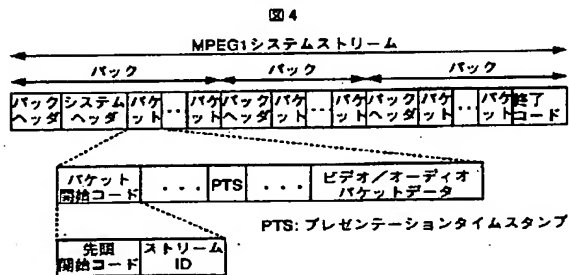 図4
MPEG1システムストリーム
パック パック パック
パック システム パケ パケ パック パケ パケ パック パケ パケ 終了
ヘッダ ヘッダ ット ... ット ヘッダ ット ... ット ヘッダ ット ... ット コード
パケット ビデオ/オーディオ
開始コード ... PTS ... パケットデータ
PTS: プレゼンテーションタイムスタンプ
先頭 ストリーム
開始コード ID